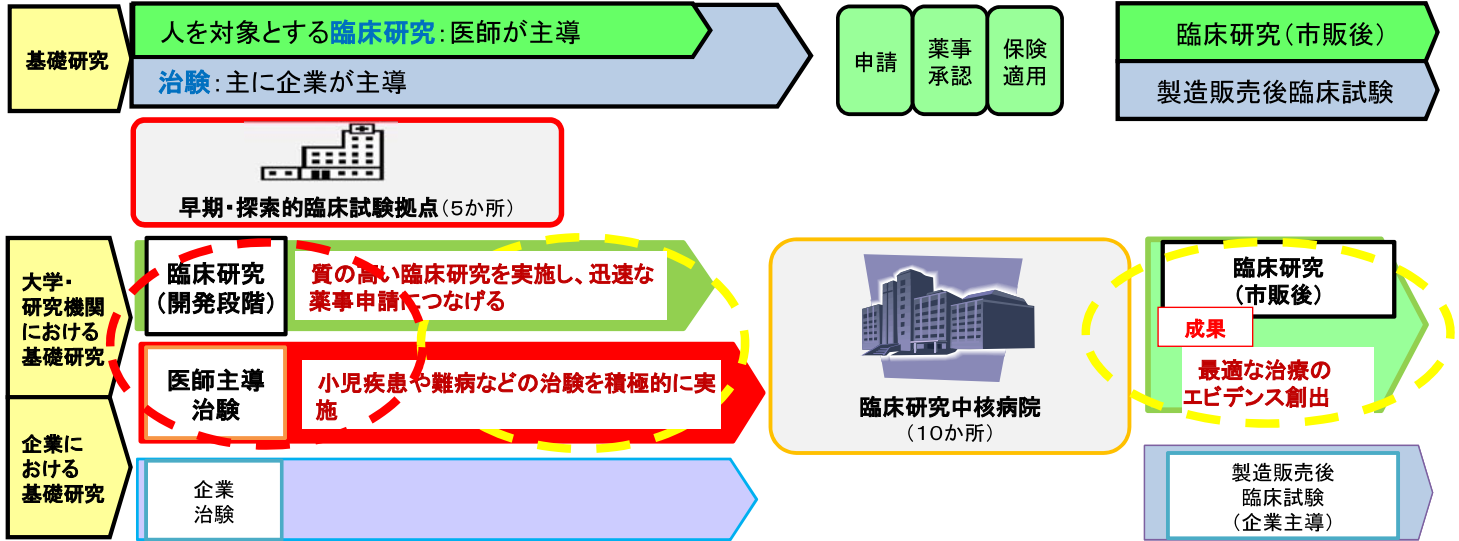 基礎研究
人を対象とする臨床研究：医師が主導
治験：主に企業が主導
申請
薬事
承認
保険
適用
臨床研究（市販後）
製造販売後臨床試験
早期・探索的臨床試験拠点（５か所）
大学・
研究機関
における
基礎研究
臨床研究
（開発段階）
質の高い臨床研究を実施し、迅速な
薬事申請につなげる
医師主導
治験
小児疾患や難病などの治験を積極的に実
施
臨床研究中核病院
（１０か所）
臨床研究
（市販後）
成果
最適な治療の
エビデンス創出
企業に
おける
基礎研究
企業
治験
製造販売後
臨床試験
（企業主導）